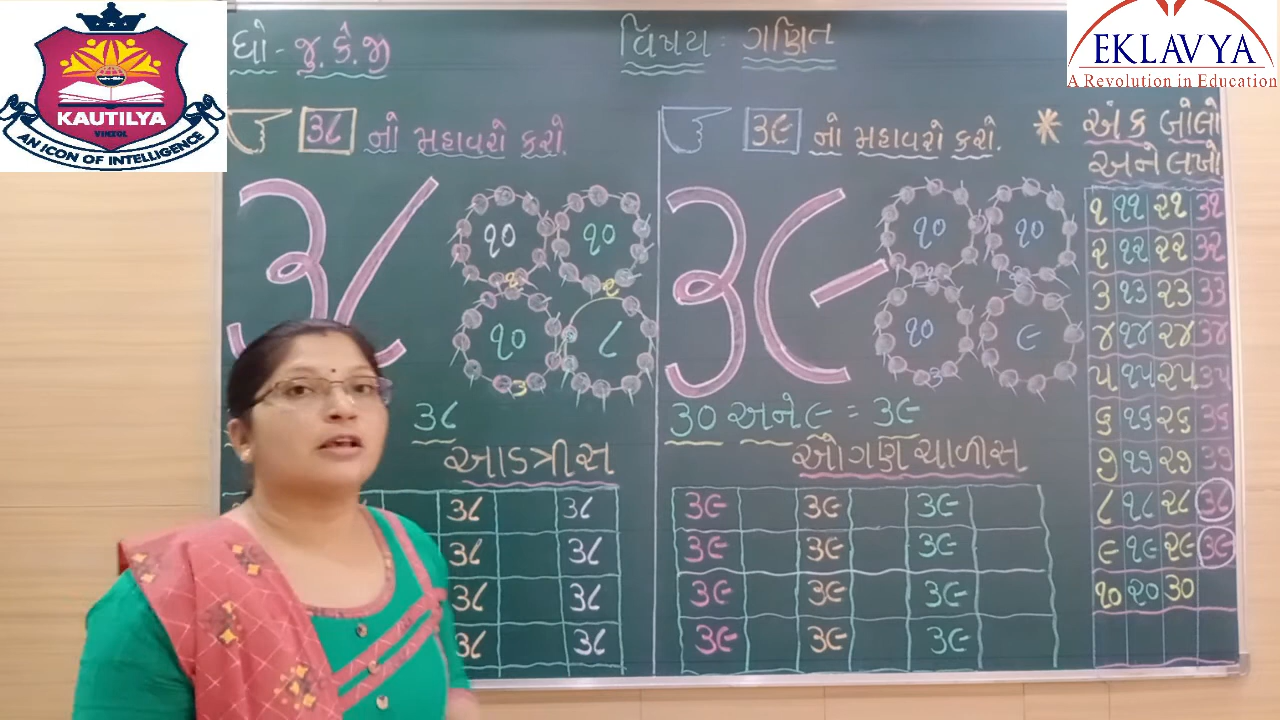 KAUTILYA
VINZOL
AN ICON OF INTELLIGENCE
EKLAVYA
A Revolution in Education
ધો - જુ. કે. જી
વિષય : ગણિત
૩૮ નો મહાવરો કરો.
૩૮
૧૦ ૧૦
૧ ૨
૧૦ ૮
૩
૩૮
આડત્રીસ
૩૮ ૩૮
૩૮ ૩૮
૩૮ ૩૮
૩૮ ૩૮
૩૯ નો મહાવરો કરો.
૩૯
૧૦ ૧૦
૧૦ ૯
૩
૩૦ અને ૯ = ૩૯
ઓગણચાળીસ
૩૯ ૩૯ ૩૯
૩૯ ૩૯ ૩૯
૩૯ ૩૯ ૩૯
૩૯ ૩૯ ૩૯
* અંક બોલો
અને લખો
૧ ૧૧ ૨૧ ૩૧
૨ ૧૨ ૨૨ ૩૨
૩ ૧૩ ૨૩ ૩૩
૪ ૧૪ ૨૪ ૩૪
૫ ૧૫ ૨૫ ૩૫
૬ ૧૬ ૨૬ ૩૬
૭ ૧૭ ૨૭ ૩૭
૮ ૧૮ ૨૮ ૩૮
૯ ૧૯ ૨૯ ૩૯
૧૦ ૨૦ ૩૦